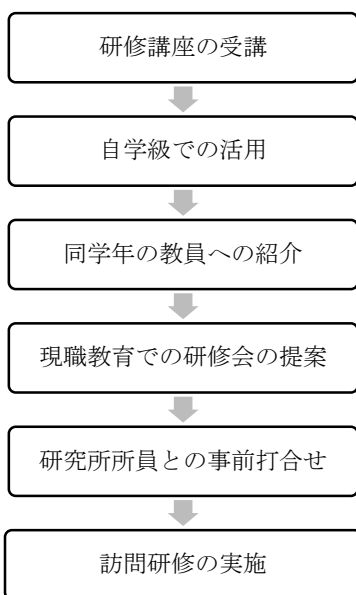 研修講座の受講
自学級での活用
同学年の教員への紹介
現職教育での研修会の提案
研究所所員との事前打合せ
訪問研修の実施